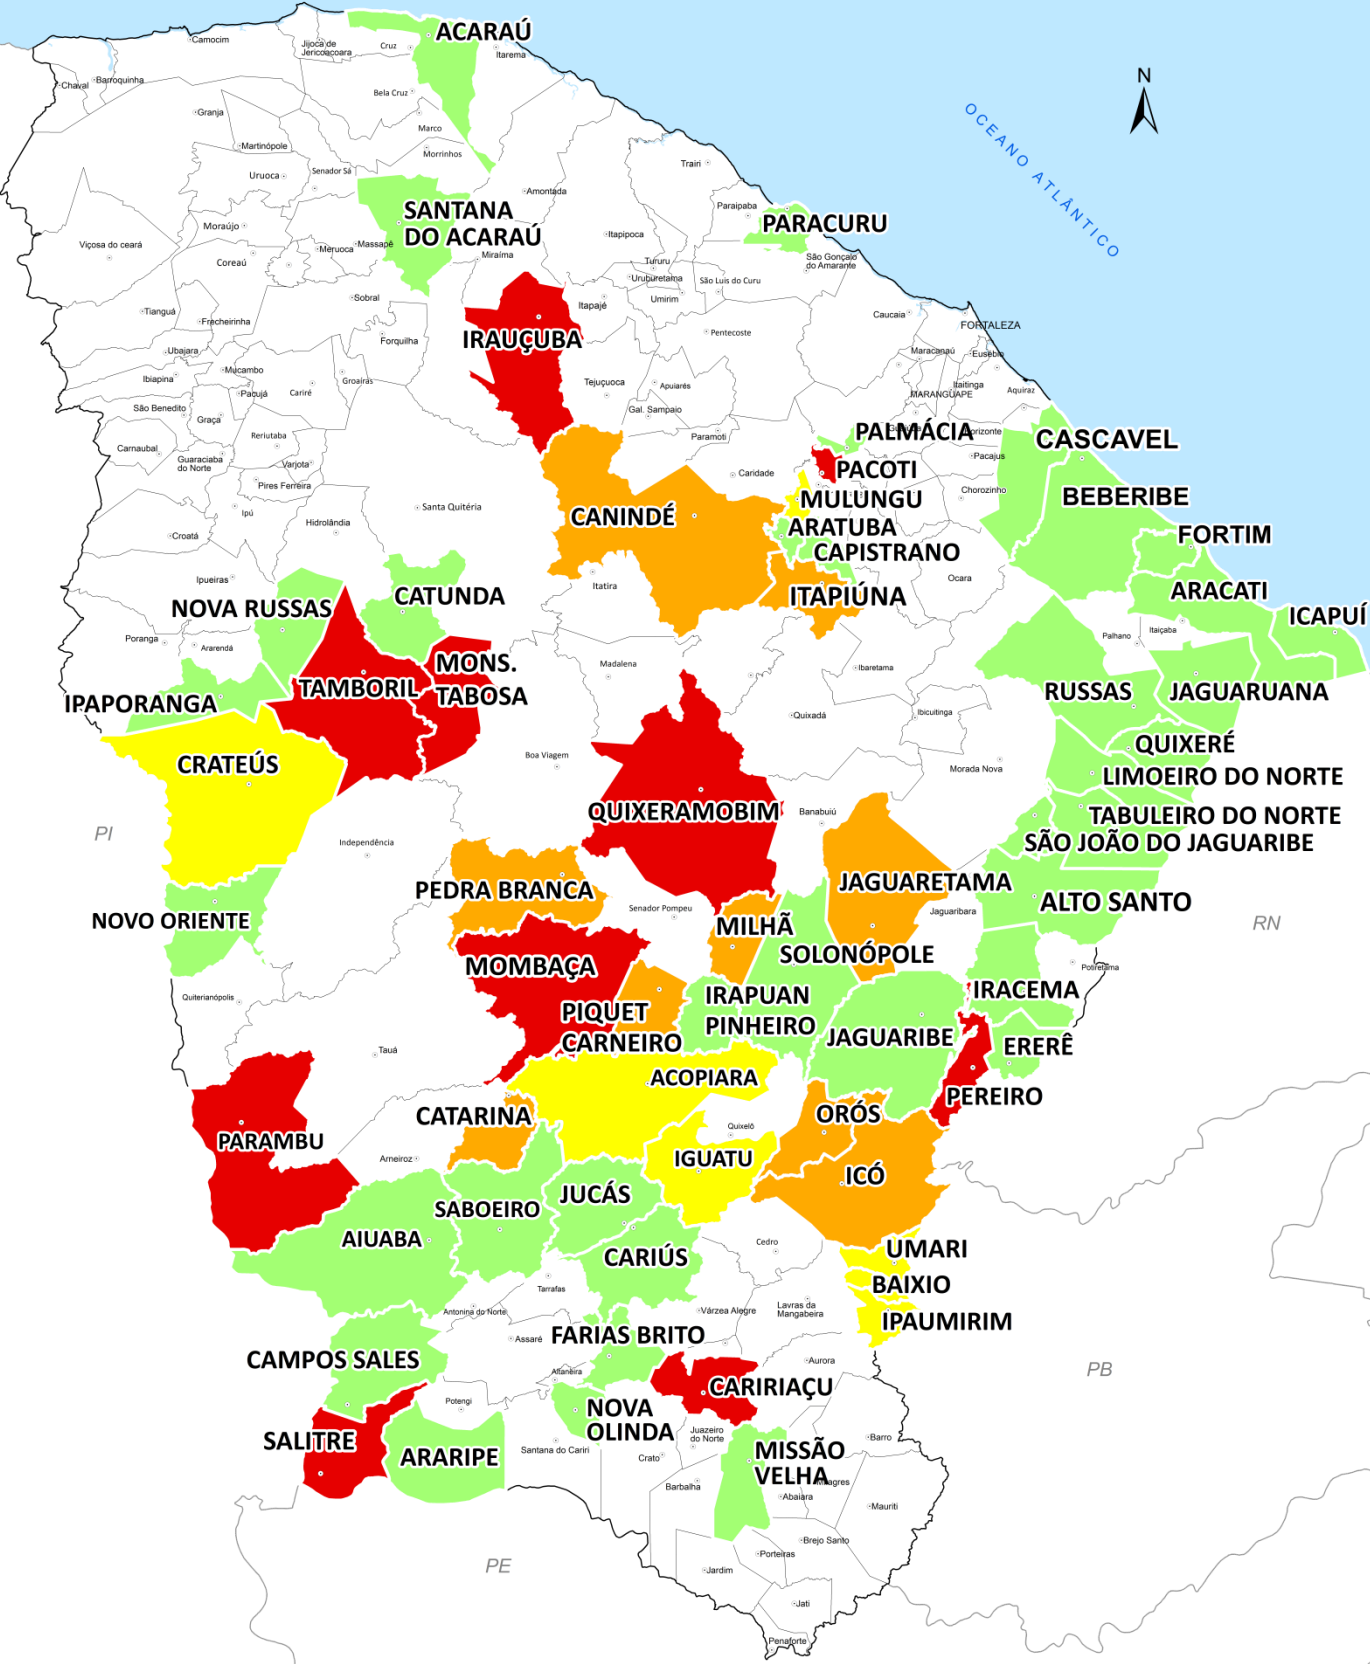 ACARAÚ
Camocim
Jijoca de
Jericoacoara
Cruz
Itarema
N
Chaval
Barroquinha
Bela Cruz
Granja
Marco
OCEANO ATLÂNTICO
Martinópole
Morrinhos
Trairi
Uruoca
Senador Sá
Amontada
SANTANA
DO ACARAÚ
Paraipaba
PARACURU
Moraújo
Itapipoca
Viçosa do ceará
Meruoca
Massapê
Miraíma
Coreaú
Tururu
São Gonçalo
do Amarante
Uruburetama
São Luis do Curu
Sobral
Itapajé
Umirim
Tianguá
Frecheirinha
Caucaia
FORTALEZA
Forquilha
IRAUÇUBA
Pentecoste
Ubajara
Maracanaú
Eusébio
Mucambo
Ibiapina
Pacujá
Cariré
Groaíras
Tejuçuoca
Apuiarés
Itaitinga
MARANGUAPE
Aquiraz
São Benedito
Graça
Gal. Sampaio
Reriutaba
Paramoti
PALMÁCIA
Horizonte
CASCAVEL
Carnaubal
Guaraciaba
do Norte
Varjota
Pacajus
PACOTI
Caridade
Pires Ferreira
Chorozinho
MULUNGU
BEBERIBE
Ipú
Santa Quitéria
CANINDÉ
Hidrolândia
ARATUBA
Croatá
FORTIM
CAPISTRANO
Ipueiras
Itatira
Ocara
NOVA RUSSAS
CATUNDA
ITAPIÚNA
ARACATI
ICAPUÍ
Poranga
Ararendá
Palhano
Itaiçaba
MONS.
TABOSA
Madalena
Ibaretama
IPAPORANGA
TAMBORIL
RUSSAS
JAGUARUANA
Quixadá
Ibicuitinga
CRATEÚS
Boa Viagem
QUIXERÉ
Morada Nova
LIMOEIRO DO NORTE
QUIXERAMOBIM
Banabuiú
TABULEIRO DO NORTE
PI
Independência
SÃO JOÃO DO JAGUARIBE
PEDRA BRANCA
JAGUARETAMA
Senador Pompeu
ALTO SANTO
NOVO ORIENTE
MILHÃ
Jaguaribara
RN
SOLONÓPOLE
MOMBAÇA
Potiretama
Quiterianópolis
IRAPUAN
PINHEIRO
IRACEMA
PIQUET
CARNEIRO
JAGUARIBE
ERERÊ
Tauá
ACOPIARA
PEREIRO
CATARINA
ORÓS
PARAMBU
Quixelô
Arneiroz
IGUATU
ICÓ
SABOEIRO
JUCÁS
AIUABA
CARIÚS
Cedro
UMARI
BAIXIO
Tarrafas
Antonina do Norte
Várzea Alegre
Lavras da
Mangabeira
IPAUMIRIM
Assaré
FARIAS BRITO
CAMPOS SALES
Altaneira
Aurora
PB
CARIRIAÇU
Potengi
NOVA
OLINDA
SALITRE
ARARIPE
Santana do Cariri
Juazeiro
do Norte
Barro
Crato
MISSÃO
VELHA
Barbalha
Milagres
Abaiara
Mauriti
Brejo Santo
PE
Porteiras
Jardim
Jati
Penaforte